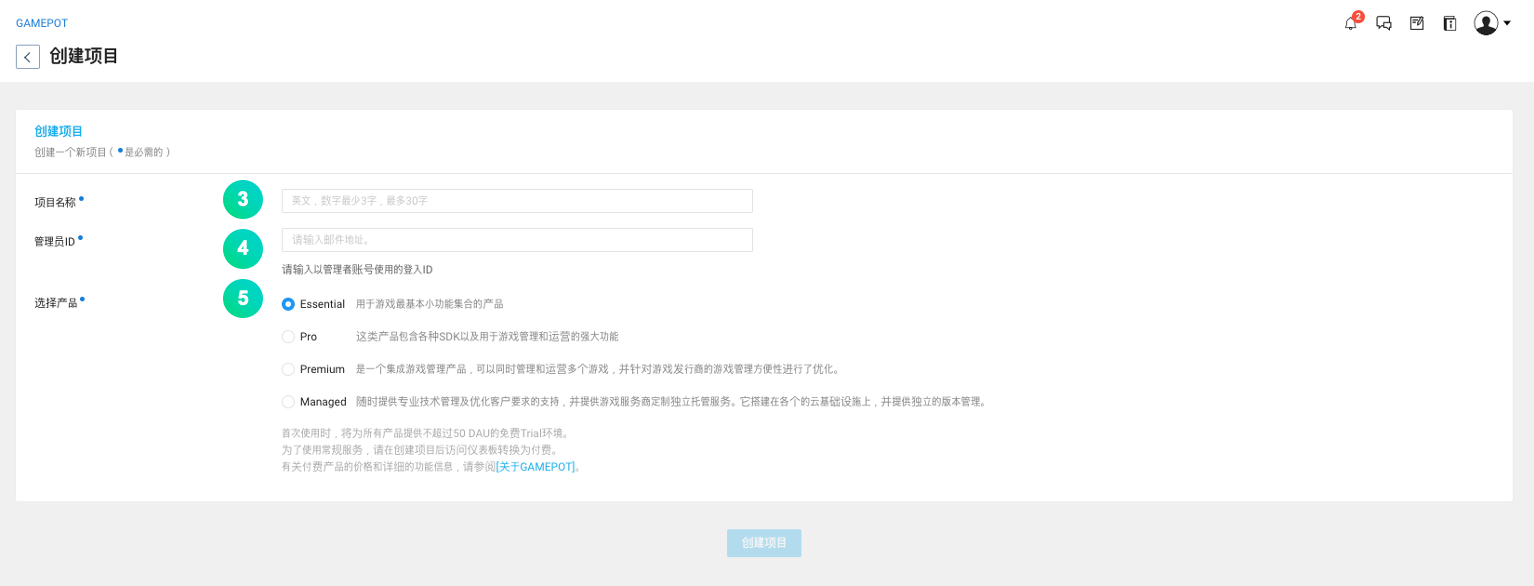 GAMEPOT
2
创建项目
创建项目
创建一个新项目 ( •是必需的 )
项目名称•
3
英文，数字最少3字，最多30字
管理员ID•
4
请输入邮件地址。
请输入以管理者账号使用的登入ID
选择产品•
5
Essential 用于游戏最基本小功能集合的产品
Pro 这类产品包含各种SDK以及用于游戏管理和运营的强大功能
Premium 是一个集成游戏管理产品，可以同时管理和运营多个游戏，并针对游戏发行商的游戏管理方便性进行了优化。
Managed 随时提供专业技术管理及优化客户要求的支持，并提供游戏服务商定制独立托管服务。它搭建在各个的云基础设施上，并提供独立的版本管理。
首次使用时，将为所有产品提供不超过50 DAU的免费Trial环境。
为了使用常规服务，请在创建项目后访问仪表板转换为付费。
有关付费产品的价格和详细的功能信息，请参阅[关于GAMEPOT]。
创建项目